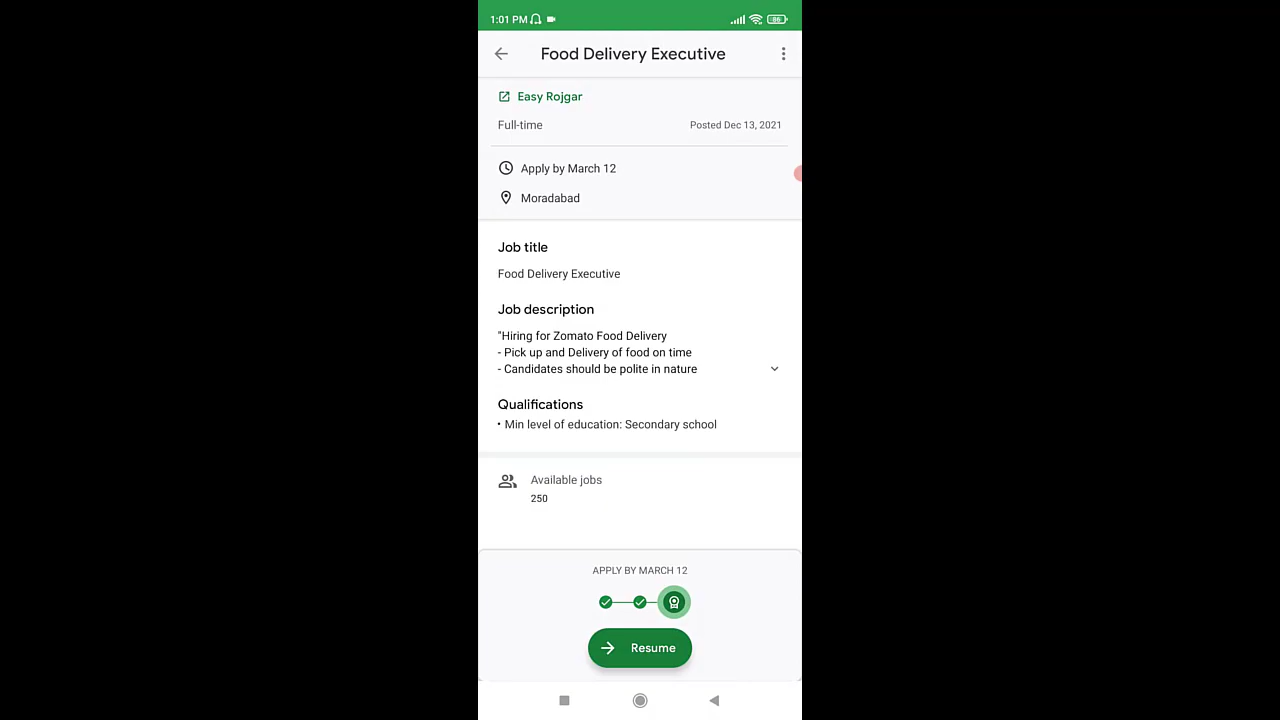 1:01 PM
86
Food Delivery Executive
Easy Rojgar
Full-time Posted Dec 13, 2021
Apply by March 12
Moradabad
Job title
Food Delivery Executive
Job description
"Hiring for Zomato Food Delivery
- Pick up and Delivery of food on time
- Candidates should be polite in nature
Qualifications
• Min level of education: Secondary school
Available jobs
250
APPLY BY MARCH 12
Resume